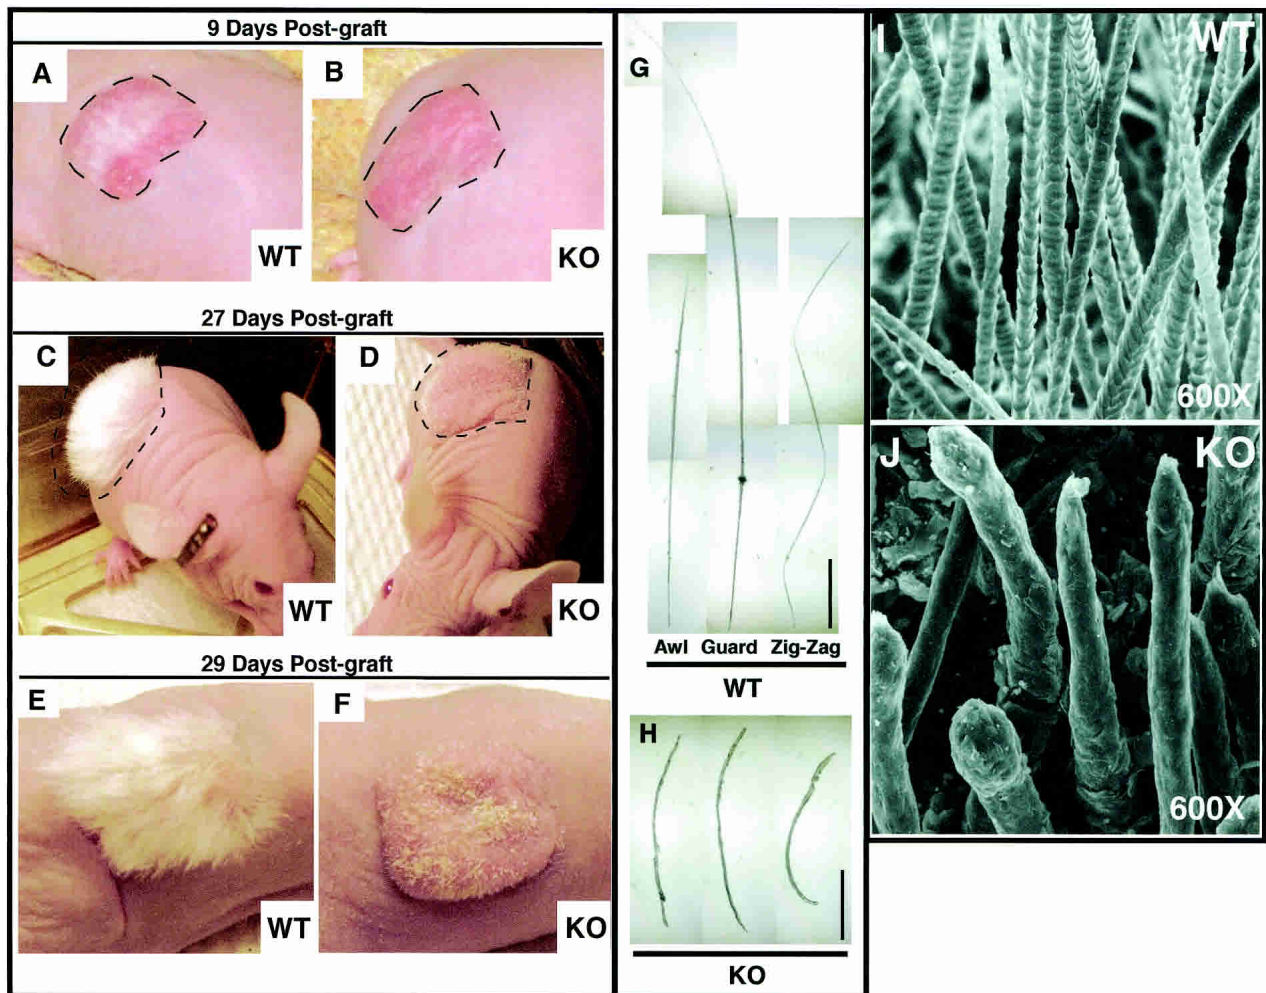 9 Days Post-graft
A
WT
B
KO
27 Days Post-graft
C
WT
D
KO
29 Days Post-graft
E
WT
F
KO
G
Awl Guard Zig-Zag
WT
H
KO
I WT
600X
J KO
600X